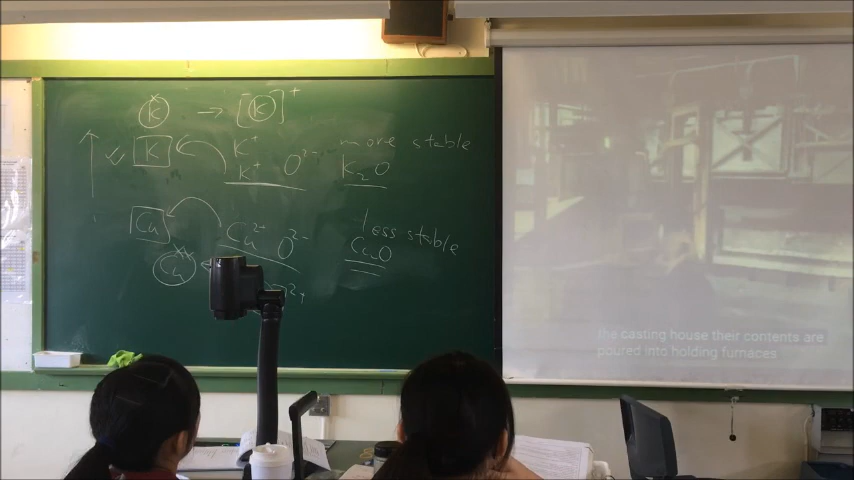 K → [K]⁺
K K⁺ more stable
K⁺ O²⁻ K₂O
Cu Cu²⁺ O²⁻ less stable
Cu CuO
the casting house their contents are
poured into holding furnaces